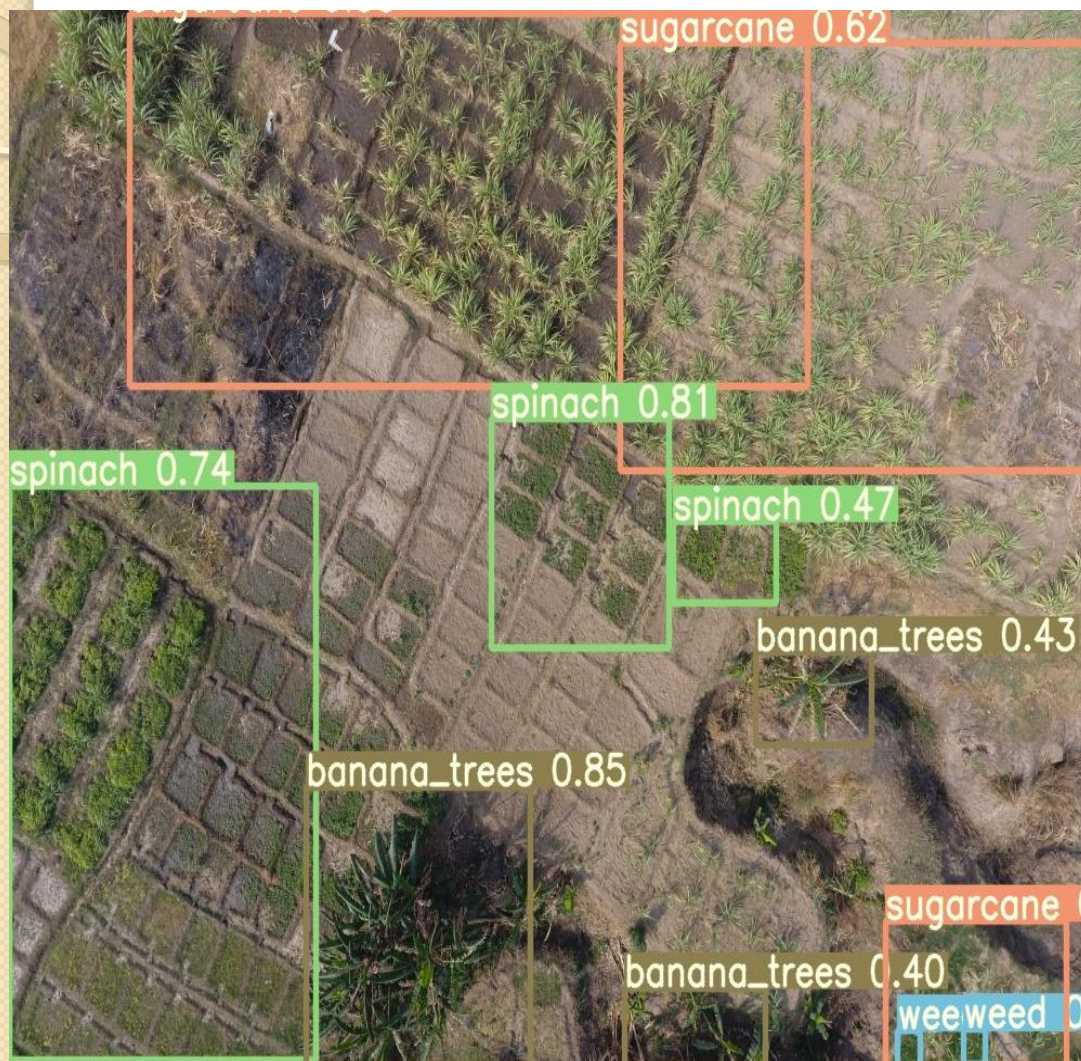 sugarcane
sugarcane 0.62
spinach 0.81
spinach 0.74
spinach 0.47
banana_trees 0.43
banana_trees 0.85
sugarcane
banana_trees 0.40
weed